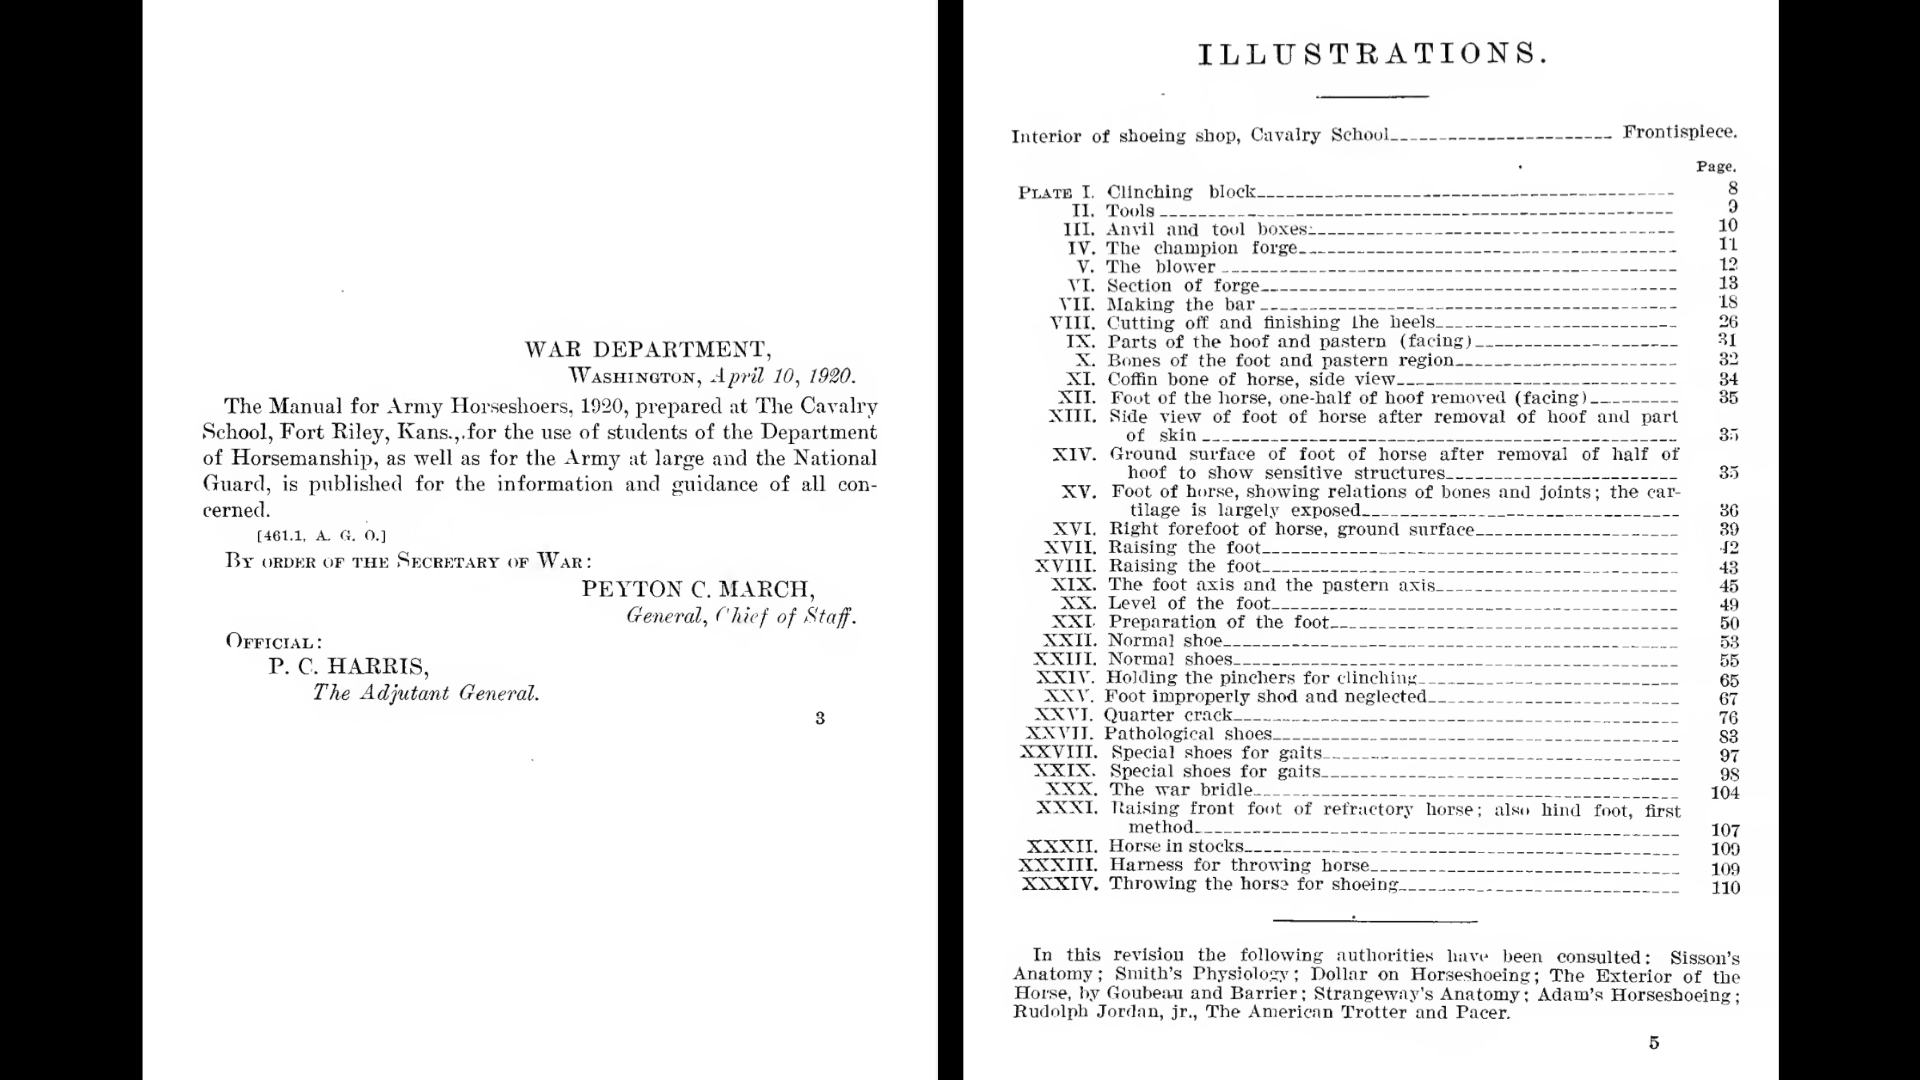 WAR DEPARTMENT,
WASHINGTON, April 10, 1920.
The Manual for Army Horseshoers, 1920, prepared at The Cavalry
School, Fort Riley, Kans., for the use of students of the Department
of Horsemanship, as well as for the Army at large and the National
Guard, is published for the information and guidance of all con-
cerned.
[461.1, A. G. O.]
BY ORDER OF THE SECRETARY OF WAR:
PEYTON C. MARCH,
General, Chief of Staff.
OFFICIAL:
P. C. HARRIS,
The Adjutant General.
3
ILLUSTRATIONS.
Interior of shoeing shop, Cavalry School Frontispiece.
Page.
PLATE I. Clinching block 8
II. Tools 9
III. Anvil and tool boxes 10
IV. The champion forge 11
V. The blower 12
VI. Section of forge 13
VII. Making the bar 18
VIII. Cutting off and finishing the heels 26
IX. Parts of the hoof and pastern (facing) 31
X. Bones of the foot and pastern region 32
XI. Coffin bone of horse, side view 34
XII. Foot of the horse, one-half of hoof removed (facing) 35
XIII. Side view of foot of horse after removal of hoof and part
of skin 35
XIV. Ground surface of foot of horse after removal of half of
hoof to show sensitive structures 35
XV. Foot of horse, showing relations of bones and joints; the car-
tilage is largely exposed 36
XVI. Right forefoot of horse, ground surface 39
XVII. Raising the foot 42
XVIII. Raising the foot 43
XIX. The foot axis and the pastern axis 45
XX. Level of the foot 49
XXI. Preparation of the foot 50
XXII. Normal shoe 53
XXIII. Normal shoes 55
XXIV. Holding the pinchers for clinching 65
XXV. Foot improperly shod and neglected 67
XXVI. Quarter crack 76
XXVII. Pathological shoes 83
XXVIII. Special shoes for gaits 97
XXIX. Special shoes for gaits 98
XXX. The war bridle 104
XXXI. Raising front foot of refractory horse; also hind foot, first
method 107
XXXII. Horse in stocks 109
XXXIII. Harness for throwing horse 109
XXXIV. Throwing the horse for shoeing 110
In this revision the following authorities have been consulted: Sisson's
Anatomy; Smith's Physiology; Dollar on Horseshoeing; The Exterior of the
Horse, by Goubeau and Barrier; Strangeway's Anatomy; Adam's Horseshoeing;
Rudolph Jordan, jr., The American Trotter and Pacer.
5